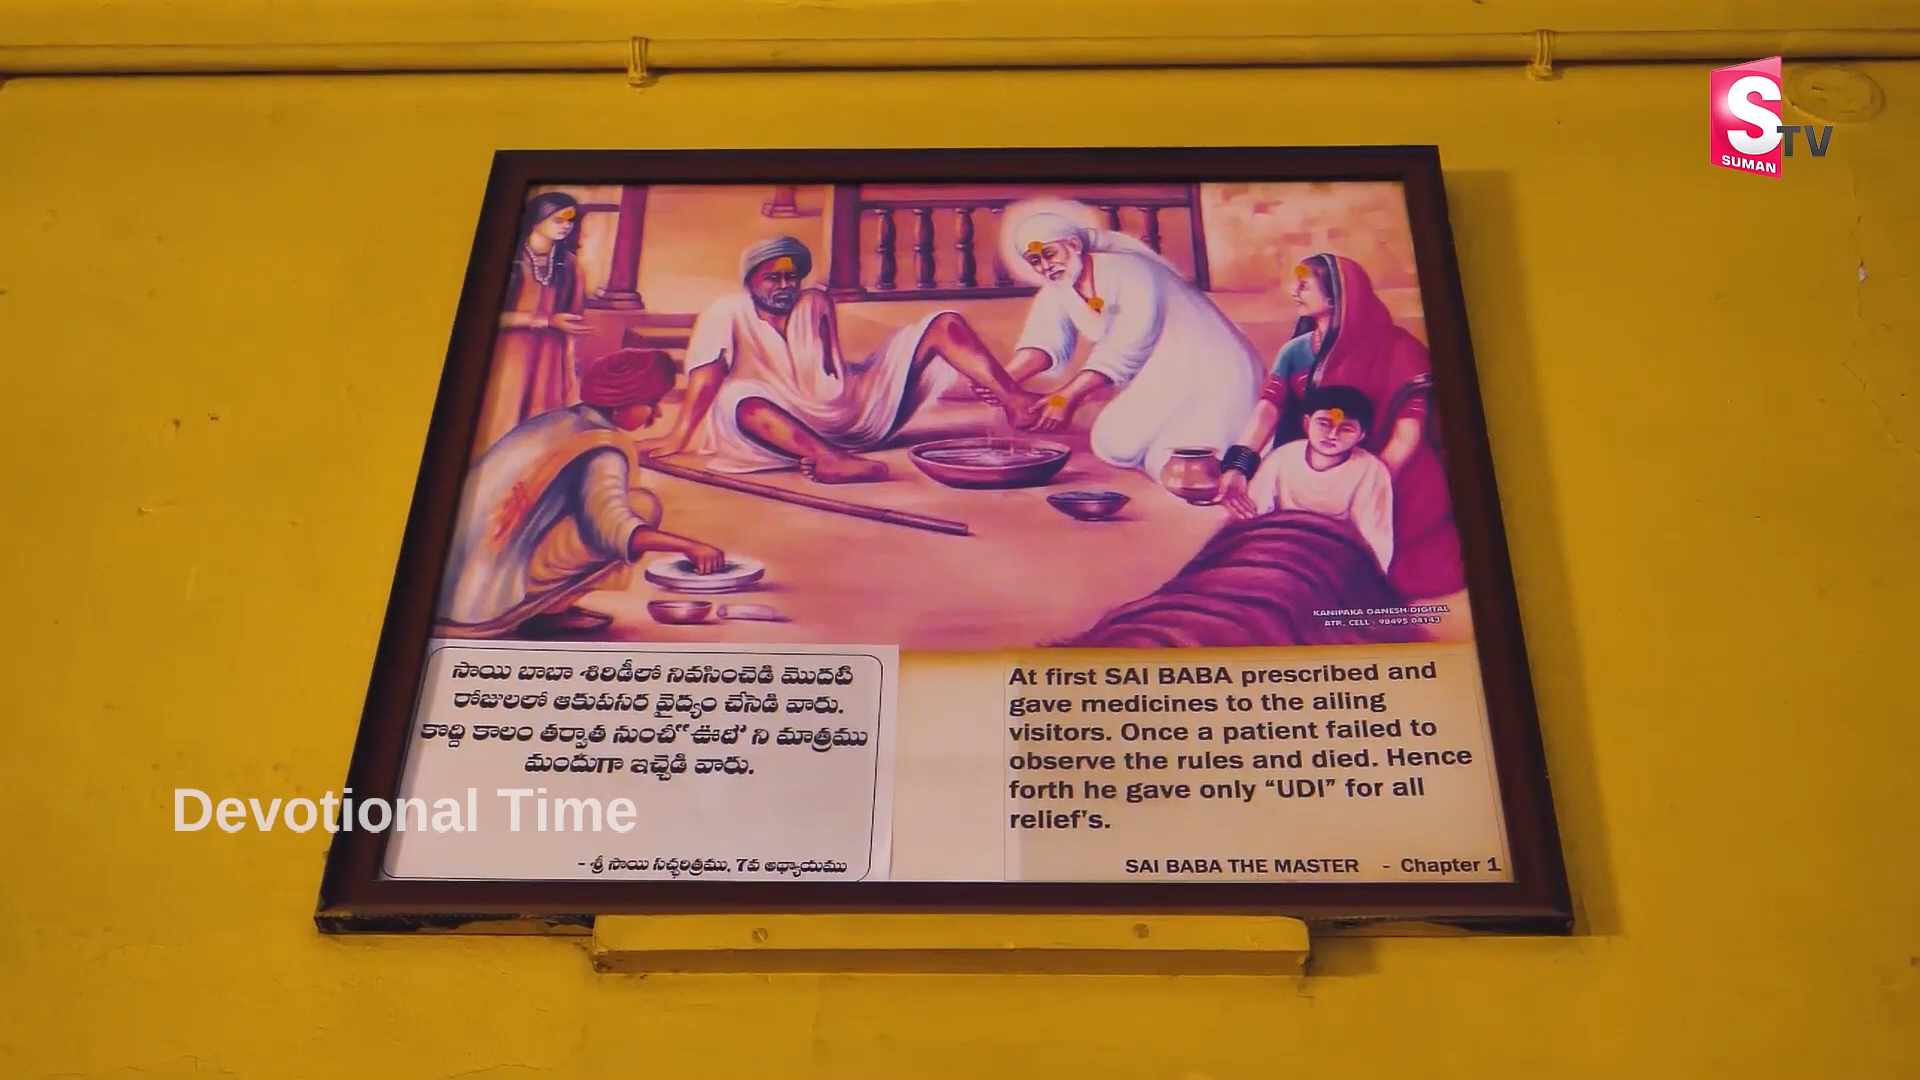 S
TV
SUMAN
KANIPAKA GANESH DIGITAL
ATP., CELL : 98495 04143
సాయి బాబా శిరిడీలో నివసించెడి మొదటి
రోజులలో ఆకుపసర వైద్యం చేసెడి వారు.
కొద్ది కాలం తర్వాత నుంచీ "ఊదీ" ని మాత్రము
మందుగా ఇచ్చెడి వారు.
- శ్రీ సాయి సచ్చరిత్రము, 7వ అధ్యాయము
At first SAI BABA prescribed and
gave medicines to the ailing
visitors. Once a patient failed to
observe the rules and died. Hence
forth he gave only “UDI” for all
relief's.
SAI BABA THE MASTER - Chapter 1
Devotional Time